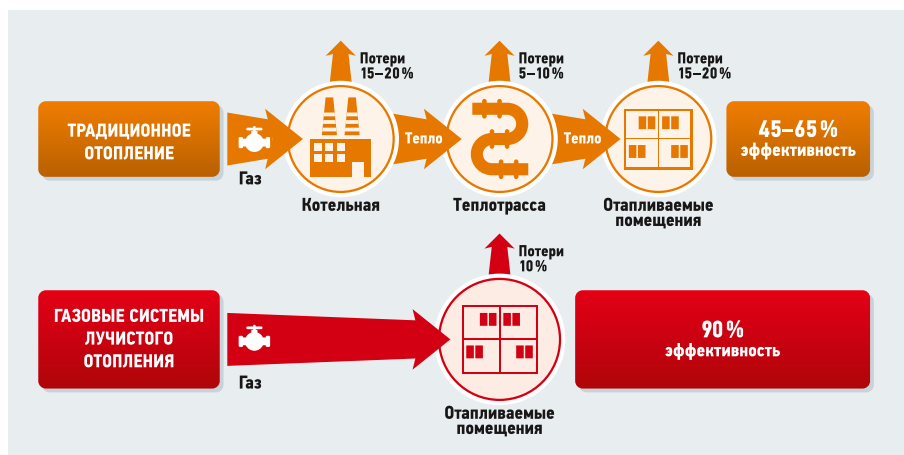 Потери
15–20 %
Потери
5–10 %
Потери
15–20 %
ТРАДИЦИОННОЕ
ОТОПЛЕНИЕ
Газ
Тепло
Тепло
45–65 %
эффективность
Котельная
Теплотрасса
Отапливаемые
помещения
Потери
10 %
ГАЗОВЫЕ СИСТЕМЫ
ЛУЧИСТОГО
ОТОПЛЕНИЯ
Газ
90 %
эффективность
Отапливаемые
помещения